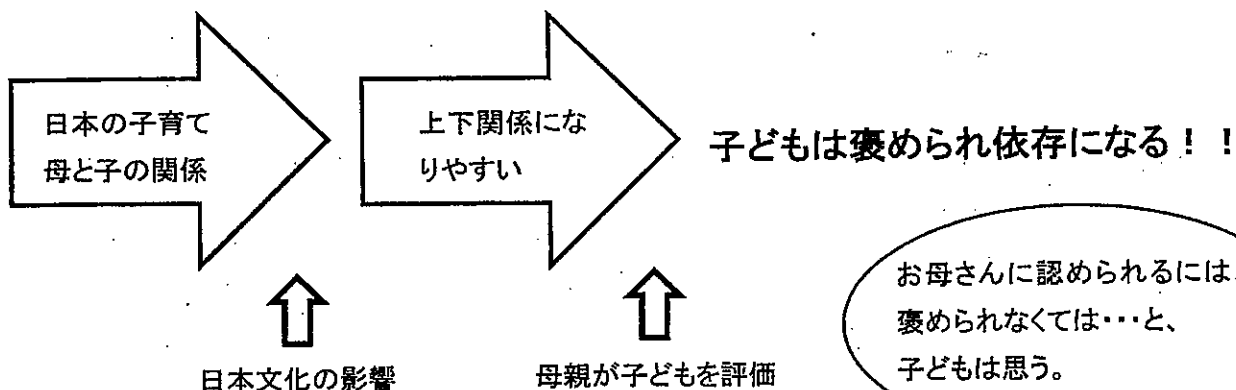 日本の子育て
母と子の関係
上下関係にな
りやすい
子どもは褒められ依存になる！！
お母さんに認められるには、
褒められなくては・・・と、
子どもは思う。
日本文化の影響
母親が子どもを評価